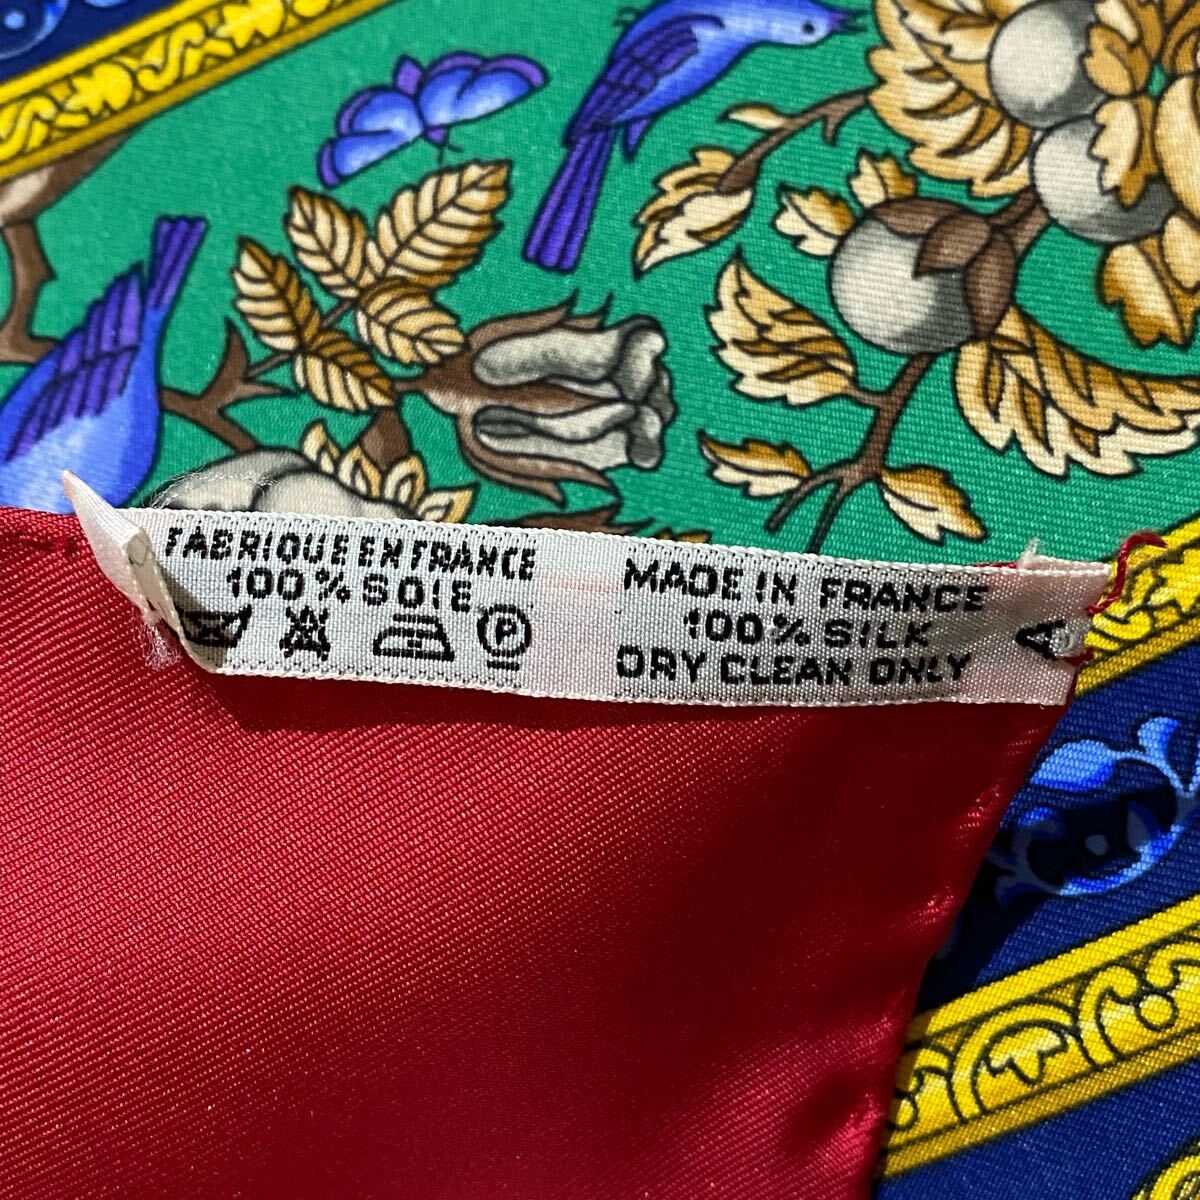 FABRIQUE EN FRANCE
100% SOIE
P
MADE IN FRANCE
100% SILK
DRY CLEAN ONLY
A